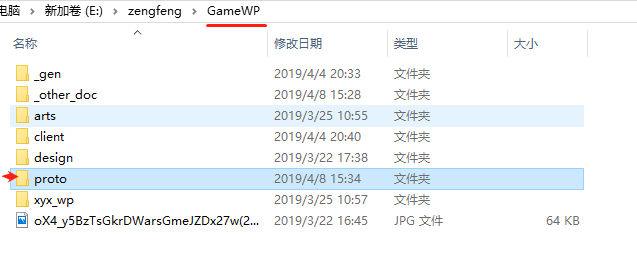 电脑 > 新加卷 (E:) > zengfeng > GameWP
名称 修改日期 类型 大小
_gen 2019/4/4 20:33 文件夹
_other_doc 2019/4/8 15:28 文件夹
arts 2019/3/25 10:55 文件夹
client 2019/4/4 20:40 文件夹
design 2019/3/22 17:38 文件夹
proto 2019/4/8 15:34 文件夹
xyx_wp 2019/3/25 10:57 文件夹
oX4_y5BzTsGkrDWarsGmeJZDx27w(2... 2019/3/22 16:45 JPG 文件 64 KB